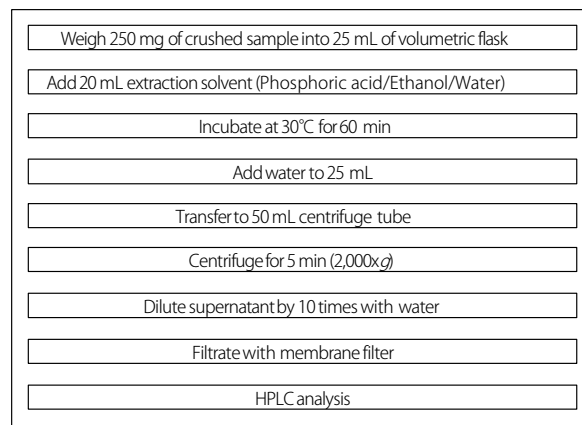 Weigh 250 mg of crushed sample into 25 mL of volumetric flask
Add 20 mL extraction solvent (Phosphoric acid/Ethanol/Water)
Incubate at 30°C for 60 min
Add water to 25 mL
Transfer to 50 mL centrifuge tube
Centrifuge for 5 min (2,000xg)
Dilute supernatant by 10 times with water
Filtrate with membrane filter
HPLC analysis